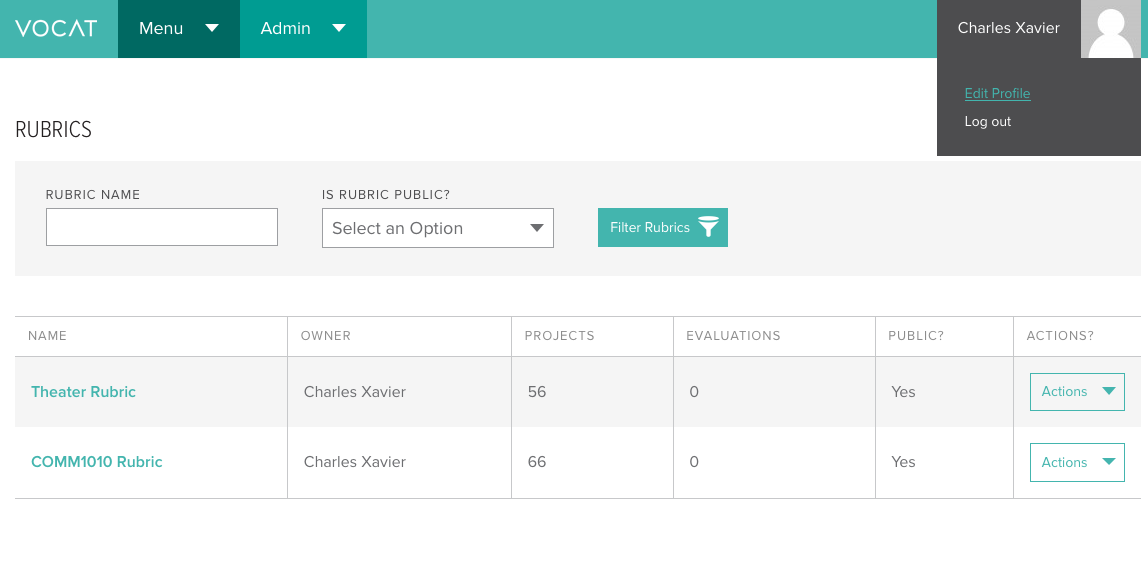 VOCAT Menu Admin Charles Xavier
Edit Profile
Log out
RUBRICS
RUBRIC NAME IS RUBRIC PUBLIC?
Select an Option Filter Rubrics
NAME OWNER PROJECTS EVALUATIONS PUBLIC? ACTIONS?
Theater Rubric Charles Xavier 56 0 Yes Actions
COMM1010 Rubric Charles Xavier 66 0 Yes Actions